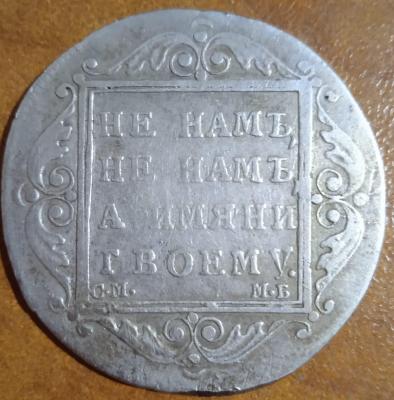 НЕ НАМЪ,
НЕ НАМЪ
А ИМЯНИ
ТВОЕМУ.
С.М. М.Б